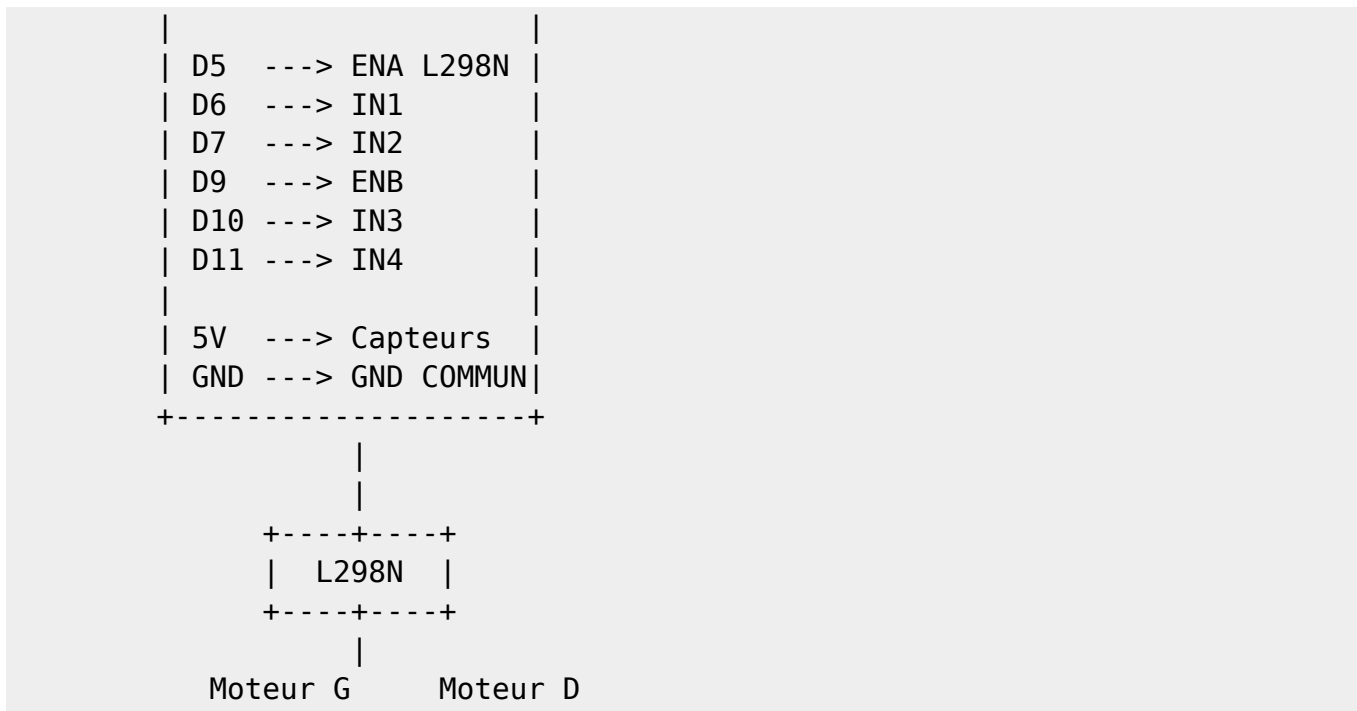 | D5 ---> ENA L298N |
| D6 ---> IN1 |
| D7 ---> IN2 |
| D9 ---> ENB |
| D10 ---> IN3 |
| D11 ---> IN4 |
| 5V ---> Capteurs |
| GND ---> GND COMMUN|
+--------------------+
+----+----+
| L298N |
+----+----+
Moteur G Moteur D